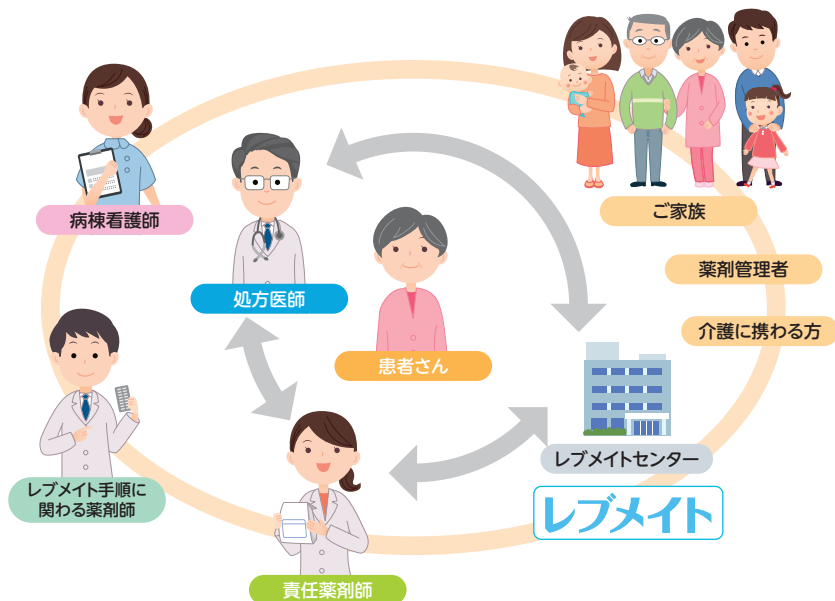 病棟看護師
処方医師
ご家族
薬剤管理者
介護に携わる方
患者さん
レブメイトセンター
レブメイト
レブメイト手順に
関わる薬剤師
責任薬剤師